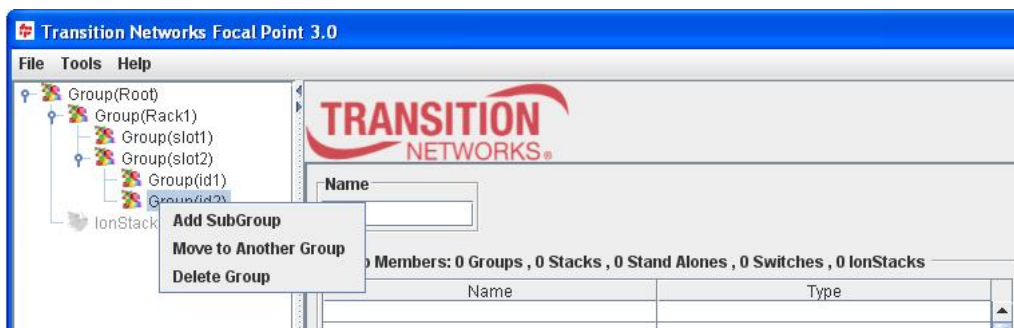 Transition Networks Focal Point 3.0
File Tools Help
Group(Root)
Group(Rack1)
Group(slot1)
Group(slot2)
Group(id1)
Group(id2)
IonStack
Add SubGroup
Move to Another Group
Delete Group
TRANSITION
NETWORKS®
Name
Members: 0 Groups , 0 Stacks , 0 Stand Alones , 0 Switches , 0 IonStacks
Name Type